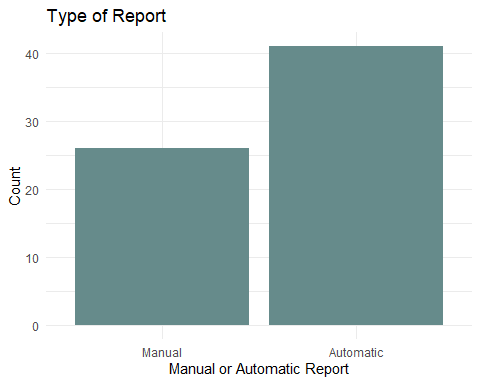 Type of Report
Count
40
30
20
10
0
Manual
Automatic
Manual or Automatic Report